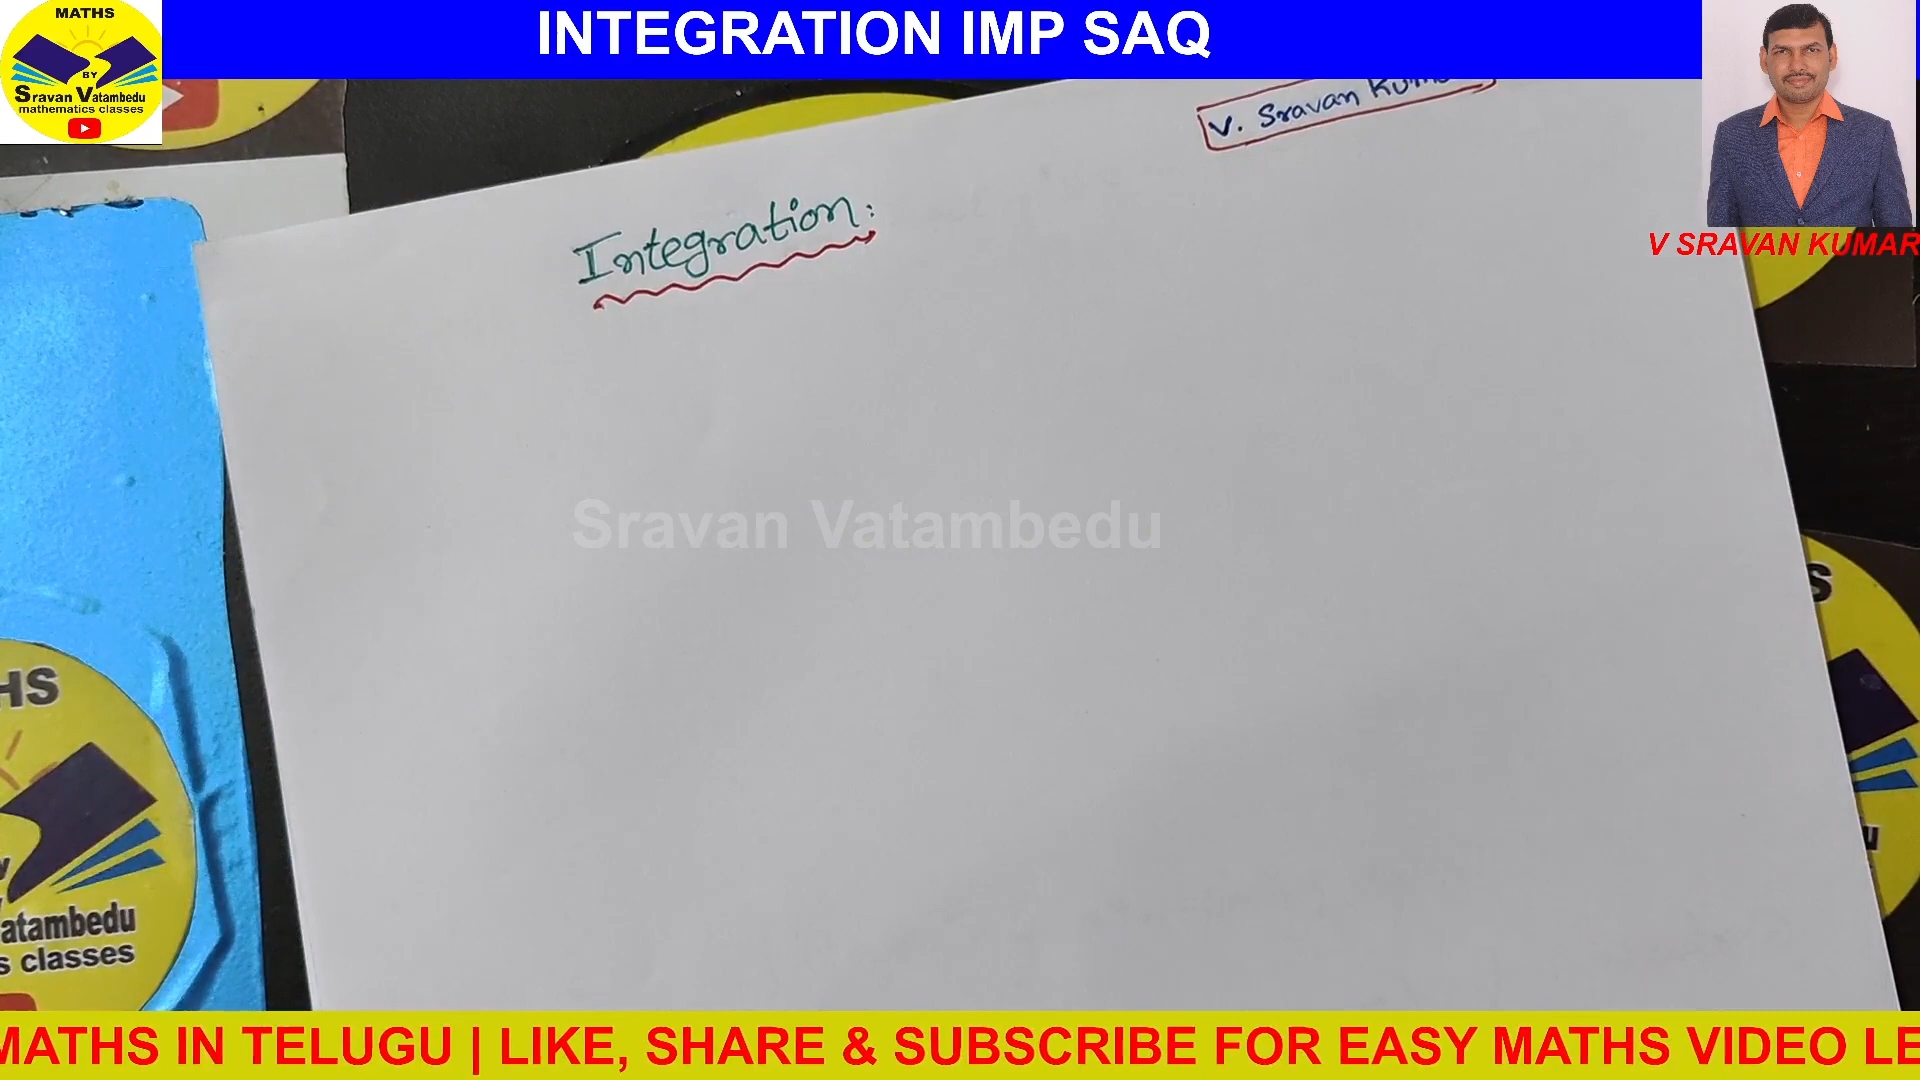 MATHS
BY
Sravan Vatambedu
mathematics classes
INTEGRATION IMP SAQ
V. Sravan Kum
V SRAVAN KUMAR
Integration:
Sravan Vatambedu
HS
atambedu
s classes
S
MATHS IN TELUGU | LIKE, SHARE & SUBSCRIBE FOR EASY MATHS VIDEO LE